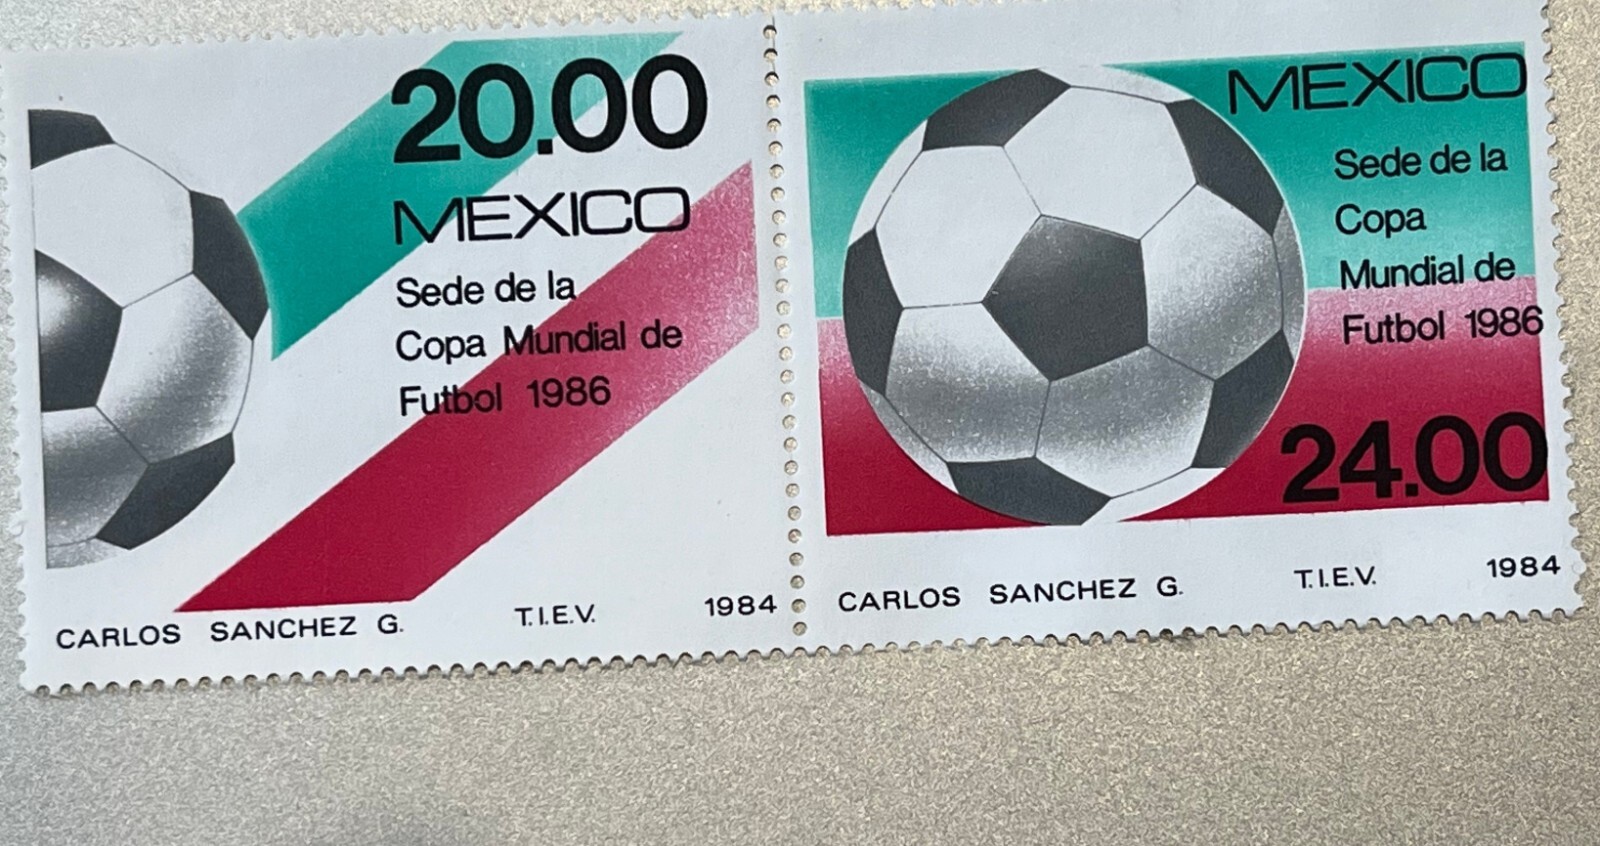 20.00
MEXICO
Sede de la
Copa Mundial de
Futbol 1986
CARLOS SANCHEZ G. T.I.E.V. 1984
MEXICO
Sede de la
Copa
Mundial de
Futbol 1986
24.00
CARLOS SANCHEZ G. T.I.E.V. 1984